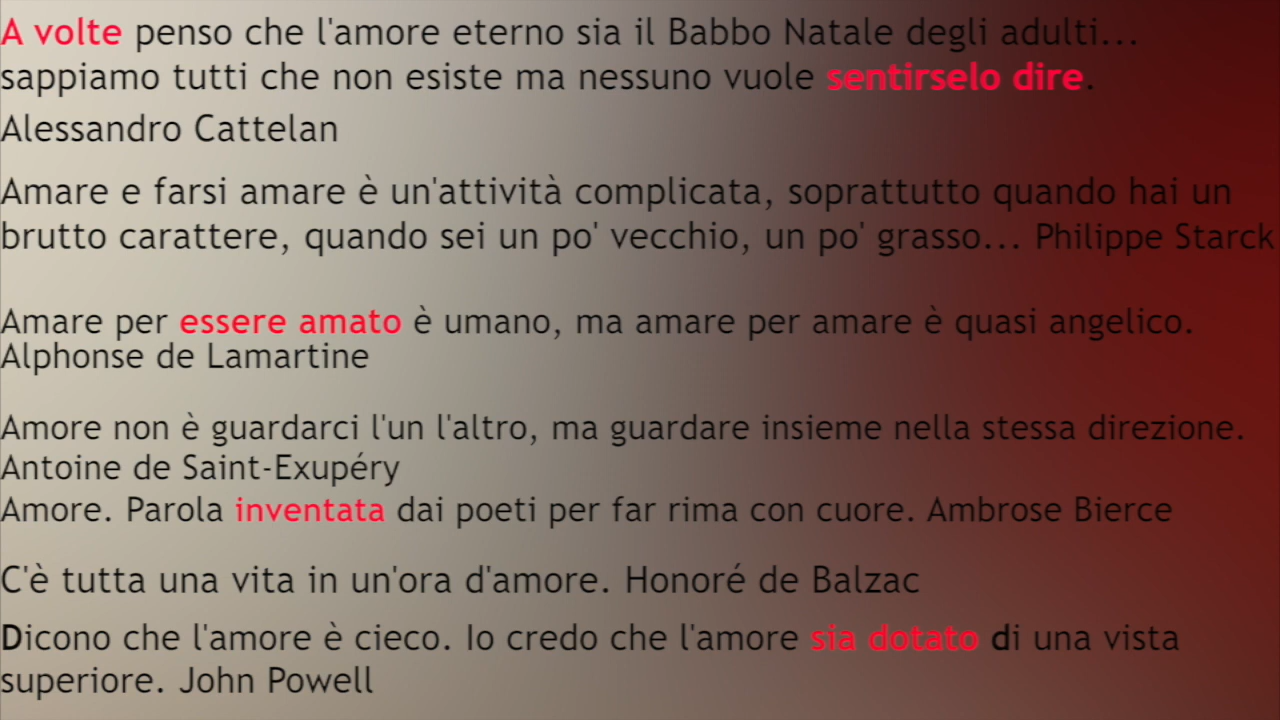 A volte penso che l'amore eterno sia il Babbo Natale degli adulti...
sappiamo tutti che non esiste ma nessuno vuole sentirselo dire.
Alessandro Cattelan
Amare e farsi amare è un'attività complicata, soprattutto quando hai un
brutto carattere, quando sei un po' vecchio, un po' grasso... Philippe Starck
Amare per essere amato è umano, ma amare per amare è quasi angelico.
Alphonse de Lamartine
Amore non è guardarci l'un l'altro, ma guardare insieme nella stessa direzione.
Antoine de Saint-Exupéry
Amore. Parola inventata dai poeti per far rima con cuore. Ambrose Bierce
C'è tutta una vita in un'ora d'amore. Honoré de Balzac
Dicono che l'amore è cieco. Io credo che l'amore sia dotato di una vista
superiore. John Powell